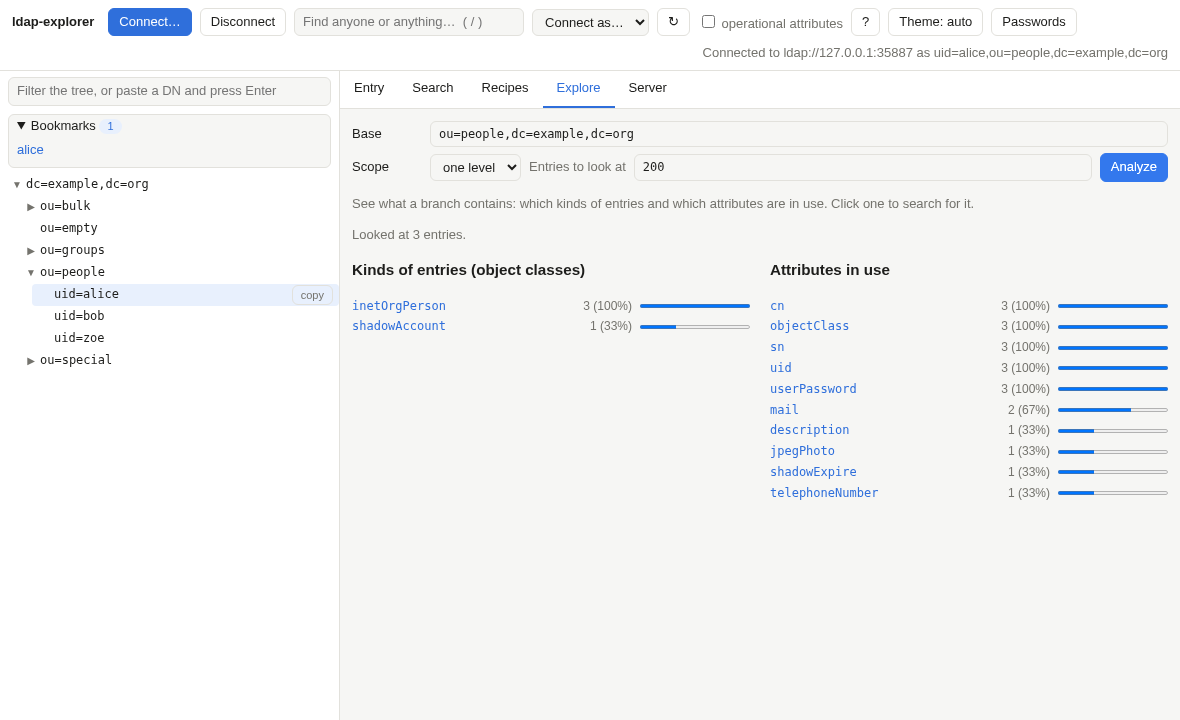 ldap-explorer Connect… Disconnect Find anyone or anything… ( / ) Connect as… ↻ operational attributes ? Theme: auto Passwords
Connected to ldap://127.0.0.1:35887 as uid=alice,ou=people,dc=example,dc=org
Filter the tree, or paste a DN and press Enter
▼ Bookmarks 1
alice
▼ dc=example,dc=org
▶ ou=bulk
ou=empty
▶ ou=groups
▼ ou=people
uid=alice copy
uid=bob
uid=zoe
▶ ou=special
Entry Search Recipes Explore Server
Base ou=people,dc=example,dc=org
Scope one level Entries to look at 200 Analyze
See what a branch contains: which kinds of entries and which attributes are in use. Click one to search for it.
Looked at 3 entries.
Kinds of entries (object classes)
inetOrgPerson 3 (100%)
shadowAccount 1 (33%)
Attributes in use
cn 3 (100%)
objectClass 3 (100%)
sn 3 (100%)
uid 3 (100%)
userPassword 3 (100%)
mail 2 (67%)
description 1 (33%)
jpegPhoto 1 (33%)
shadowExpire 1 (33%)
telephoneNumber 1 (33%)